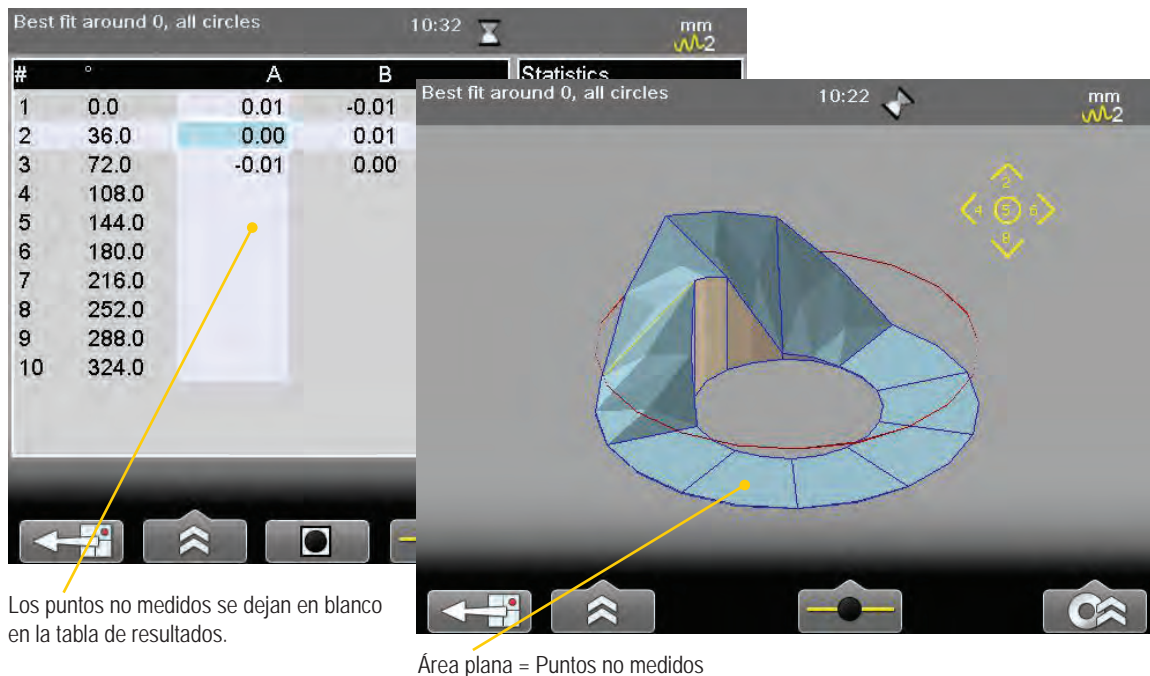 Best fit around 0, all circles 10:32 mm
2
# ° A B Statistics
1 0.0 0.01 -0.01
2 36.0 0.00 0.01
3 72.0 -0.01 0.00
4 108.0
5 144.0
6 180.0
7 216.0
8 252.0
9 288.0
10 324.0
Best fit around 0, all circles 10:22 mm
2
2
4 5 6
8
Los puntos no medidos se dejan en blanco
en la tabla de resultados.
Área plana = Puntos no medidos